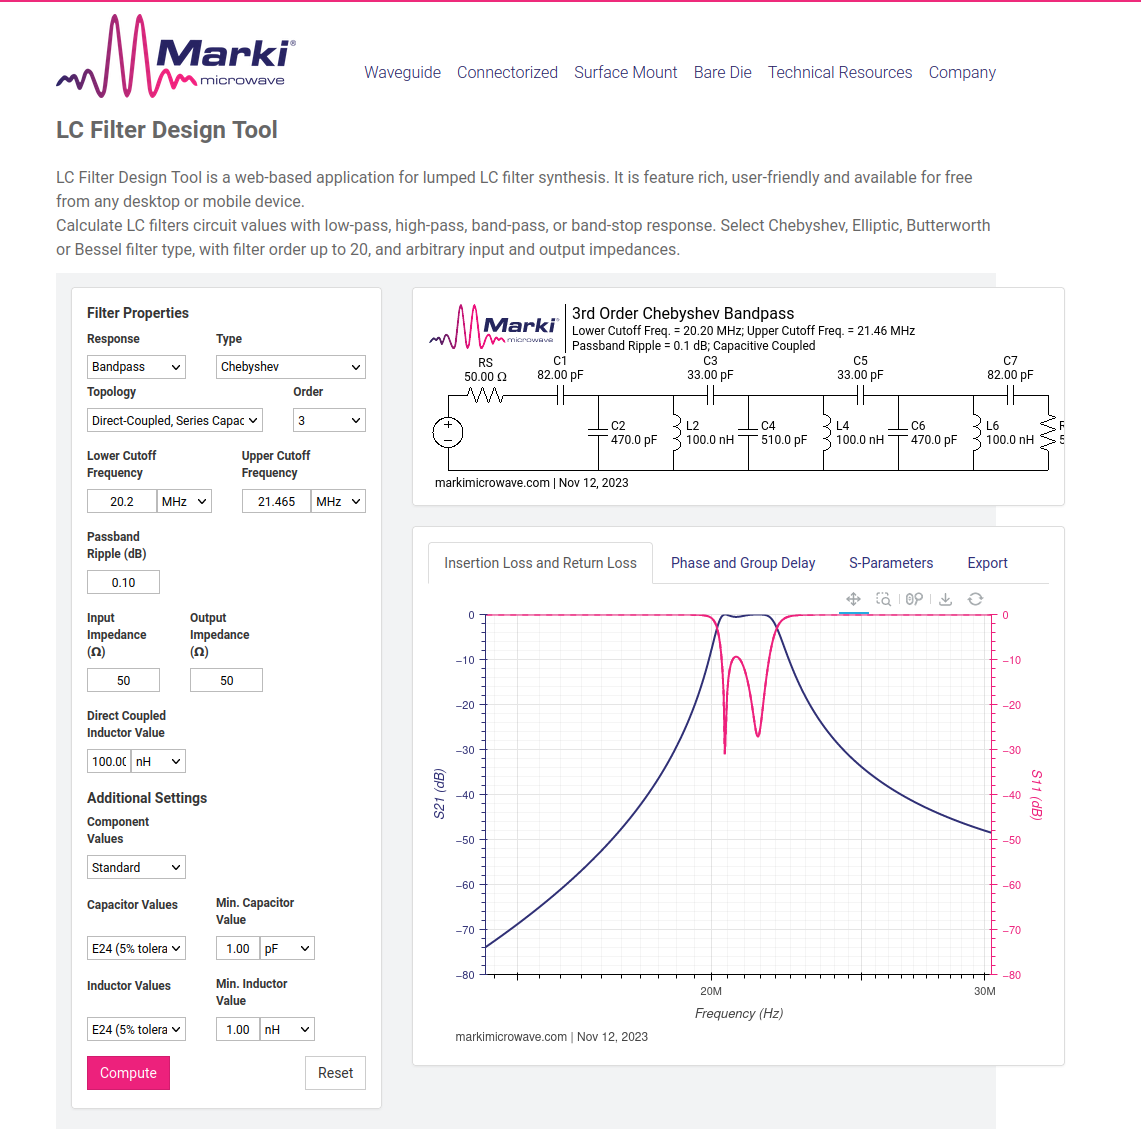 Marki®
microwave
Waveguide Connectorized Surface Mount Bare Die Technical Resources Company
LC Filter Design Tool
LC Filter Design Tool is a web-based application for lumped LC filter synthesis. It is feature rich, user-friendly and available for free
from any desktop or mobile device.
Calculate LC filters circuit values with low-pass, high-pass, band-pass, or band-stop response. Select Chebyshev, Elliptic, Butterworth
or Bessel filter type, with filter order up to 20, and arbitrary input and output impedances.
Filter Properties
Response Type
Bandpass Chebyshev
Topology Order
Direct-Coupled, Series Capac 3
Lower Cutoff Upper Cutoff
Frequency Frequency
20.2 MHz 21.465 MHz
Passband
Ripple (dB)
0.10
Input Output
Impedance Impedance
(Ω) (Ω)
50 50
Direct Coupled
Inductor Value
100.00 nH
Additional Settings
Component
Values
Standard
Capacitor Values Min. Capacitor
Value
E24 (5% tolera 1.00 pF
Inductor Values Min. Inductor
Value
E24 (5% tolera 1.00 nH
Compute Reset
Marki
microwave
3rd Order Chebyshev Bandpass
Lower Cutoff Freq. = 20.20 MHz; Upper Cutoff Freq. = 21.46 MHz
Passband Ripple = 0.1 dB; Capacitive Coupled
RS C1 C3 C5 C7
50.00 Ω 82.00 pF 33.00 pF 33.00 pF 82.00 pF
C2 L2 C4 L4 C6 L6 R
470.0 pF 100.0 nH 510.0 pF 100.0 nH 470.0 pF 100.0 nH 5
markimicrowave.com | Nov 12, 2023
Insertion Loss and Return Loss Phase and Group Delay S-Parameters Export
0 0
−10 −10
−20 −20
−30 −30
−40 −40
−50 −50
−60 −60
−70 −70
−80 −80
S21 (dB)
S11 (dB)
20M 30M
Frequency (Hz)
markimicrowave.com | Nov 12, 2023